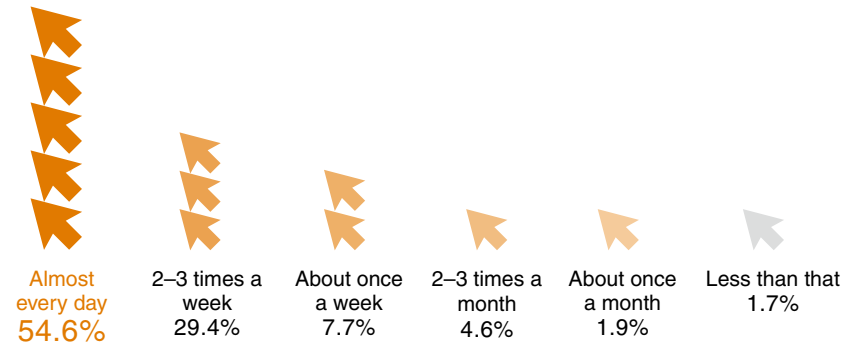 Almost
every day
54.6%
2–3 times a
week
29.4%
About once
a week
7.7%
2–3 times a
month
4.6%
About once
a month
1.9%
Less than that
1.7%